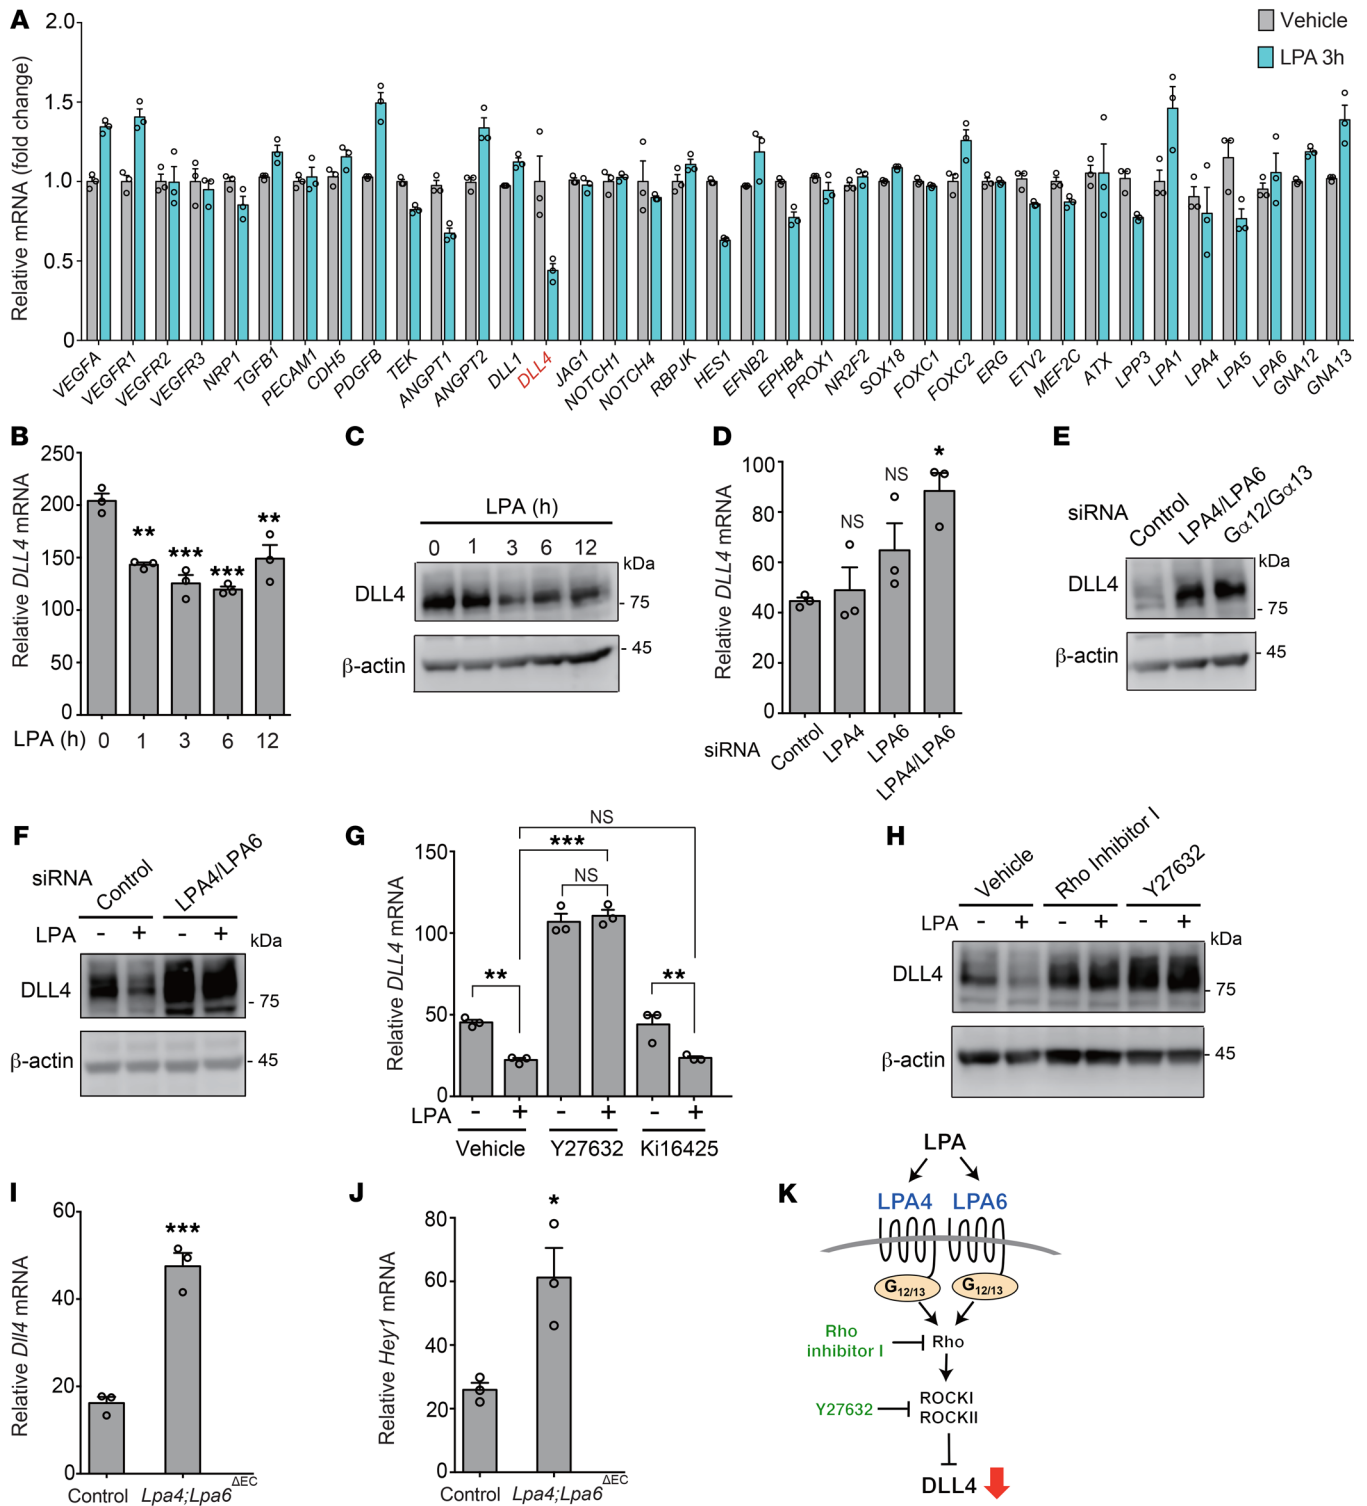 A
Relative mRNA (fold change)
2.0
1.5
1.0
0.5
0
Vehicle
LPA 3h
VEGFA
VEGFR1
VEGFR2
VEGFR3
NRP1
TGFB1
PECAM1
CDH5
PDGFB
TEK
ANGPT1
ANGPT2
DLL1
DLL4
JAG1
NOTCH1
NOTCH4
RBPJK
HES1
EFNB2
EPHB4
PROX1
NR2F2
SOX18
FOXC1
FOXC2
ERG
ETV2
MEF2C
ATX
LPP3
LPA1
LPA4
LPA5
LPA6
GNA12
GNA13
B
Relative DLL4 mRNA
250
200
150
100
50
0
** *** *** **
LPA (h) 0 1 3 6 12
C
LPA (h)
0 1 3 6 12
kDa
DLL4
- 75
- 45
β-actin
D
Relative DLL4 mRNA
100
80
60
40
20
0
NS NS *
siRNA
Control
LPA4
LPA6
LPA4/LPA6
E
siRNA
Control
LPA4/LPA6
Gα12/Gα13
kDa
DLL4
- 75
β-actin
- 45
F
siRNA
Control
LPA4/LPA6
LPA - + - +
kDa
DLL4
- 75
β-actin
- 45
G
Relative DLL4 mRNA
150
100
50
0
NS
***
NS
** **
LPA - + - + - +
Vehicle Y27632 Ki16425
H
Vehicle
Rho Inhibitor I
Y27632
LPA - + - + - +
kDa
DLL4
- 75
β-actin
- 45
I
Relative Dll4 mRNA
60
40
20
0
***
Control Lpa4;Lpa6ΔEC
J
Relative Hey1 mRNA
80
60
40
20
0
*
Control Lpa4;Lpa6ΔEC
K
LPA
LPA4 LPA6
G12/13 G12/13
Rho
inhibitor I
Rho
Y27632
ROCKI
ROCKII
DLL4